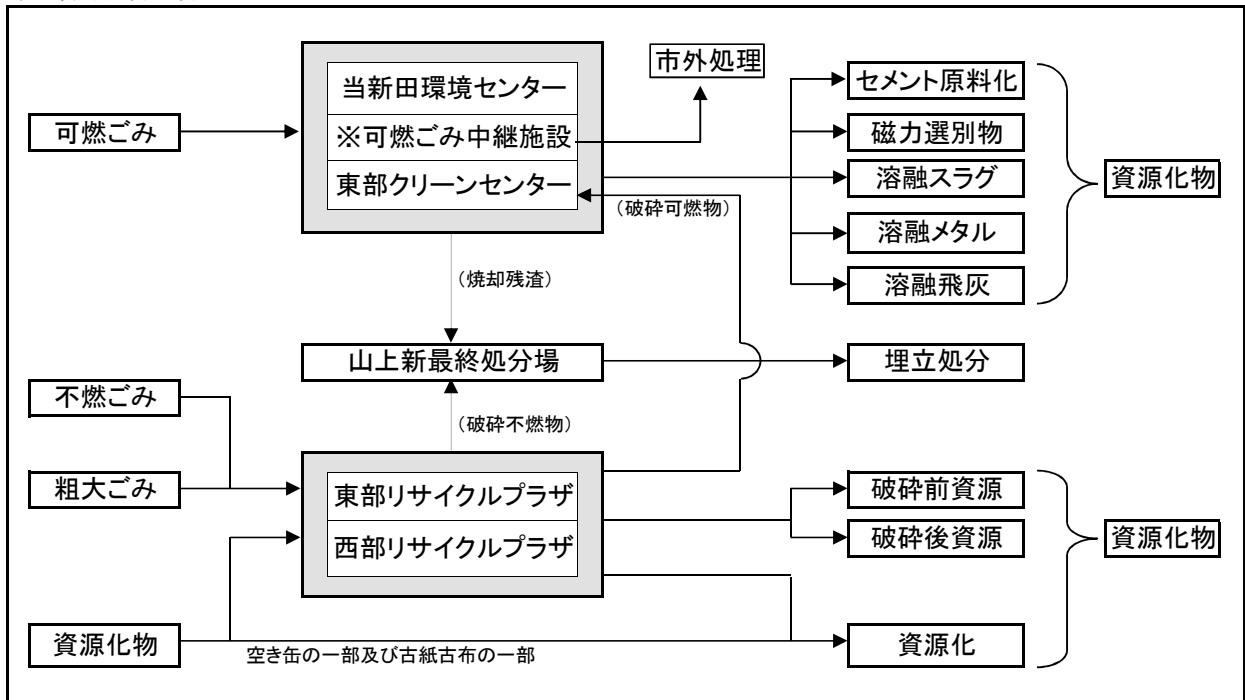 市外処理
当新田環境センター
セメント原料化
可燃ごみ
※可燃ごみ中継施設
磁力選別物
東部クリーンセンター
溶融スラグ
資源化物
（破砕可燃物）
溶融メタル
（焼却残渣）
溶融飛灰
山上新最終処分場
埋立処分
不燃ごみ
（破砕不燃物）
粗大ごみ
東部リサイクルプラザ
破砕前資源
西部リサイクルプラザ
破砕後資源
資源化物
資源化物
資源化
空き缶の一部及び古紙古布の一部